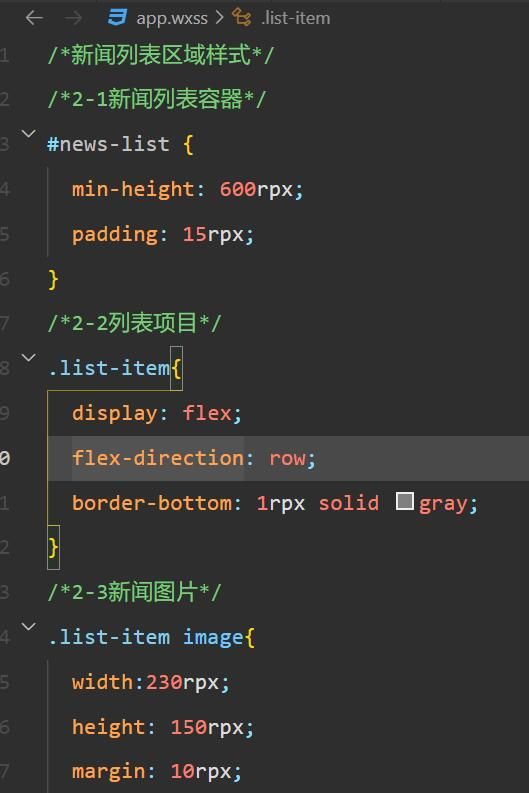 app.wxss > .list-item
1 /*新闻列表区域样式*/
2 /*2-1新闻列表容器*/
3 #news-list {
4 min-height: 600rpx;
5 padding: 15rpx;
6 }
7 /*2-2列表项目*/
8 .list-item{
9 display: flex;
0 flex-direction: row;
1 border-bottom: 1rpx solid gray;
2 }
3 /*2-3新闻图片*/
4 .list-item image{
5 width:230rpx;
6 height: 150rpx;
7 margin: 10rpx;